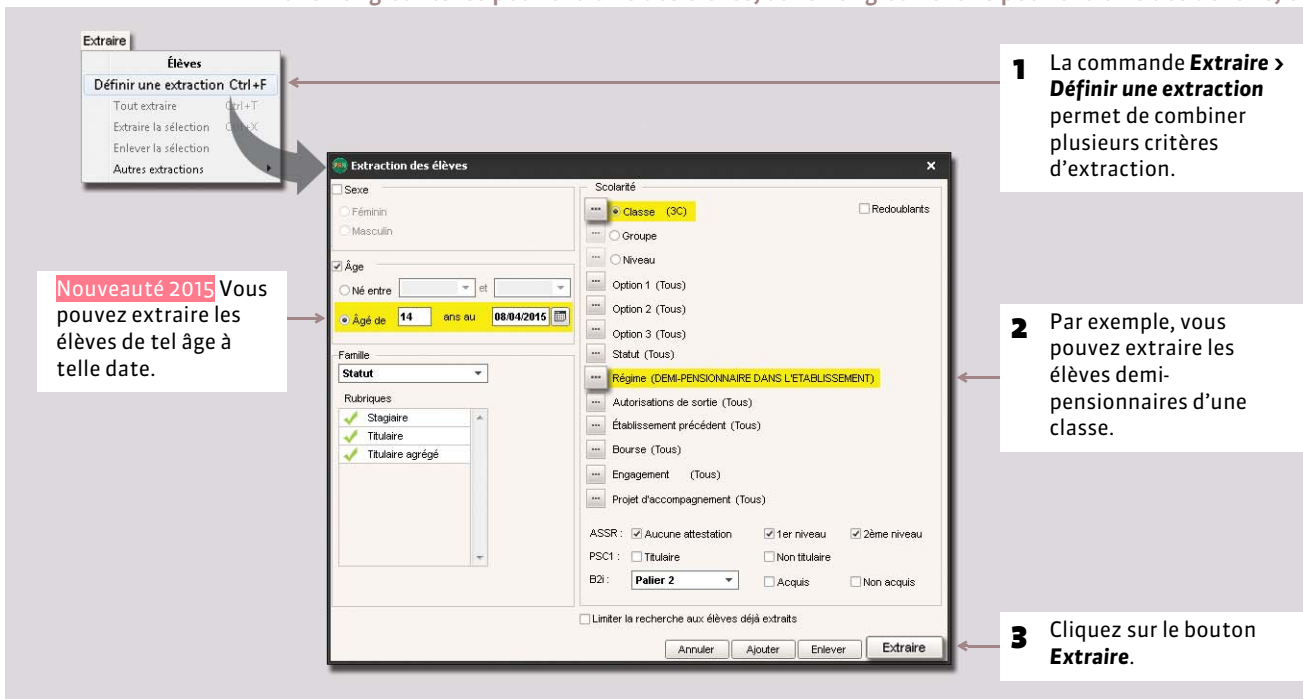 Extraire
Élèves
Définir une extraction Ctrl+F
Tout extraire
Extraire la sélection
Enlever la sélection
Autres extractions
1 La commande Extraire >
Définir une extraction
permet de combiner
plusieurs critères
d’extraction.
Nouveauté 2015 Vous
pouvez extraire les
élèves de tel âge à
telle date.
Extraction des élèves
Sexe
Féminin
Masculin
Âge
Né entre et
Âgé de 14 ans au 08/04/2015
Famille
Statut
Rubriques
Stagiaire
Titulaire
Titulaire agrégé
Scolarité
... Classe (3C) Redoublants
... Groupe
... Niveau
... Option 1 (Tous)
... Option 2 (Tous)
... Option 3 (Tous)
... Statut (Tous)
... Régime (DEMI-PENSIONNAIRE DANS L'ETABLISSEMENT)
... Autorisations de sortie (Tous)
... Établissement précédent (Tous)
... Bourse (Tous)
... Engagement (Tous)
... Projet d'accompagnement (Tous)
ASSR : Aucune attestation 1er niveau 2ème niveau
PSC1 : Titulaire Non titulaire
B2i : Palier 2 Acquis Non acquis
Limiter la recherche aux élèves déjà extraits
Annuler Ajouter Enlever Extraire
2 Par exemple, vous
pouvez extraire les
élèves demi-
pensionnaires d’une
classe.
3 Cliquez sur le bouton
Extraire.